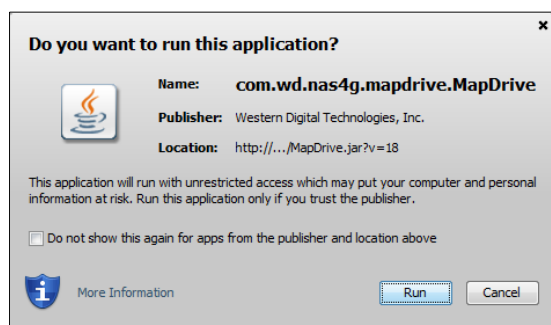 Do you want to run this application?
Name: com.wd.nas4g.mapdrive.MapDrive
Publisher: Western Digital Technologies, Inc.
Location: http://.../MapDrive.jar?v=18
This application will run with unrestricted access which may put your computer and personal
information at risk. Run this application only if you trust the publisher.
Do not show this again for apps from the publisher and location above
More Information
Run
Cancel